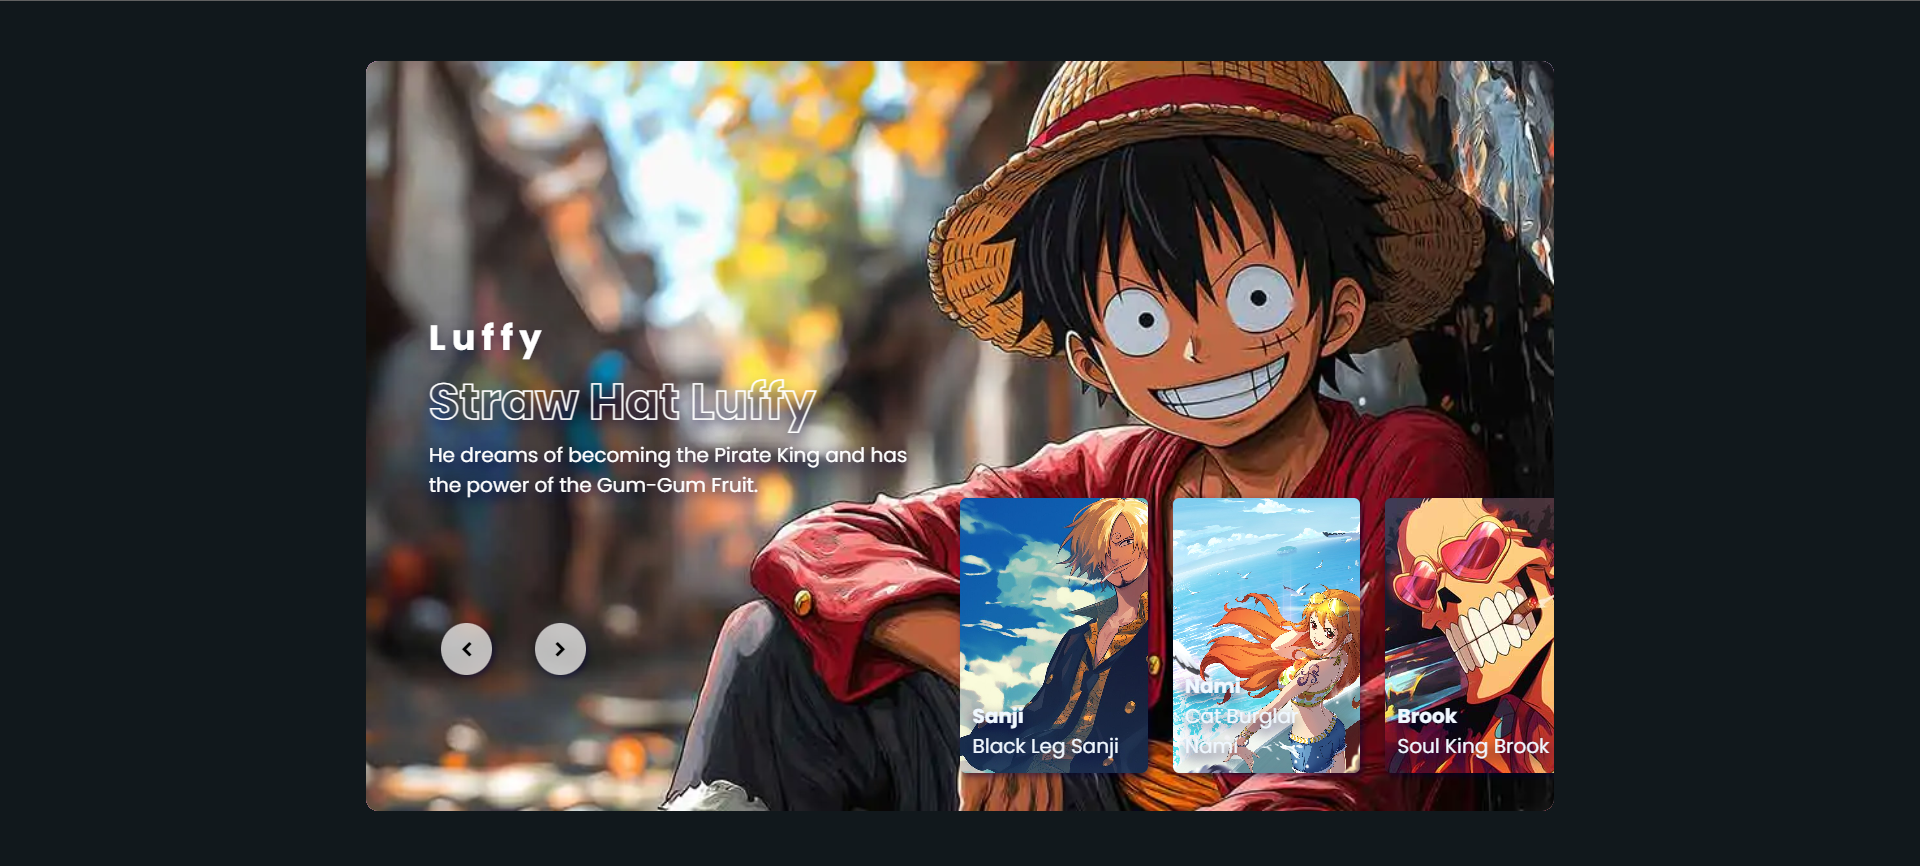 Luffy
Straw Hat Luffy
He dreams of becoming the Pirate King and has
the power of the Gum-Gum Fruit.
Sanji
Black Leg Sanji
Nami
Cat Burglar
Nami
Brook
Soul King Brook